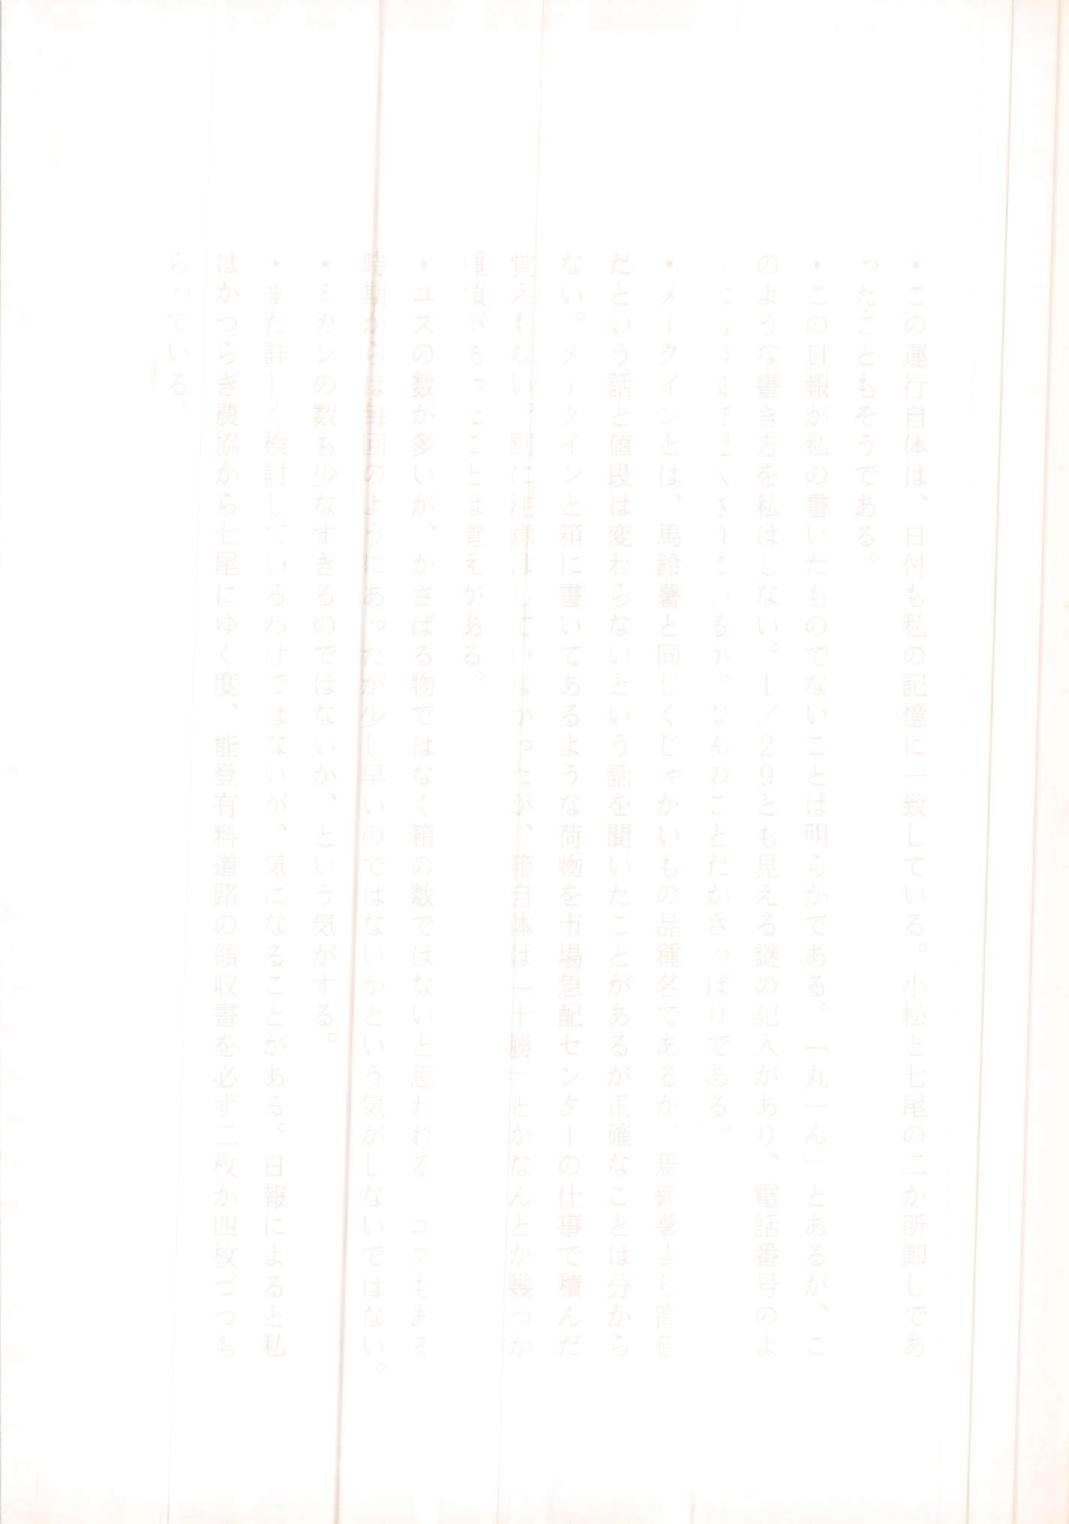 ・この運行自体は、日付も私の記憶に一致している。小松と七尾の二か所卸しであ
ったこともそうである。
・この日報が私の書いたものでないことは明らかである。「丸一ん」とあるが、こ
のような書き方を私はしない。1／29とも見える謎の記入があり、電話番号のよ
るが。なんのことだかさっぱりである。
・メークインとは、馬鈴薯と同じくじゃがいもの品種名であるが、馬鈴薯より高価
だという話と値段は変わらないという話を聞いたことがあるが正確なことは分から
ない。メークインと箱に書いてあるような荷物を市場急配センターの仕事で積んだ
覚えもない。別に注意はしていなかったが、箱自体は「十勝」とかなんとか幾つか
種類があったことは覚えがある。
・ユズの数が多いが、かさばる物ではなく箱の数ではないと思われる ユズもある
時期からは毎回のようにあったが少し早いのではないかという気がしないではない。
・ミカンの数も少なすぎるのではないか、という気がする。
・まだ詳しく検討しているわけではないが、気になることがある。日報によると私
はかつらぎ農協から七尾にゆく度、能登有料道路の領収書を必ず二枚か四枚づつも
らっている。